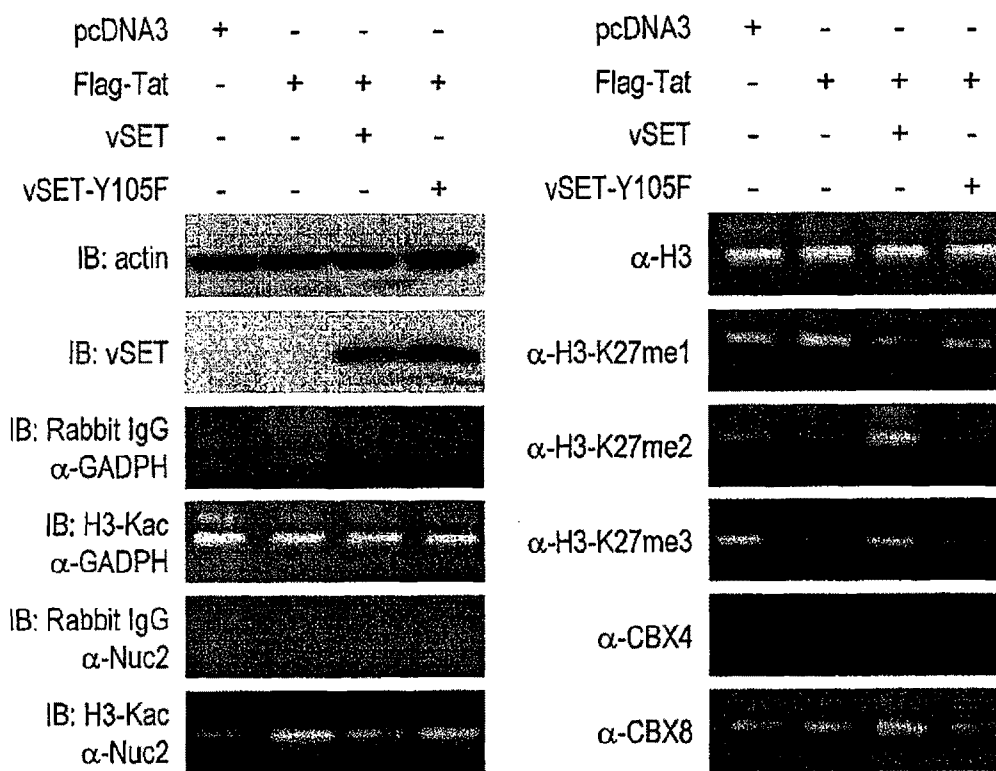 pcDNA3 + - - -
Flag-Tat - + + +
vSET - - + -
vSET-Y105F - - - +
IB: actin
IB: vSET
IB: Rabbit IgG
α-GADPH
IB: H3-Kac
α-GADPH
IB: Rabbit IgG
α-Nuc2
IB: H3-Kac
α-Nuc2
pcDNA3 + - - -
Flag-Tat - + + +
vSET - - + -
vSET-Y105F - - - +
α-H3
α-H3-K27me1
α-H3-K27me2
α-H3-K27me3
α-CBX4
α-CBX8